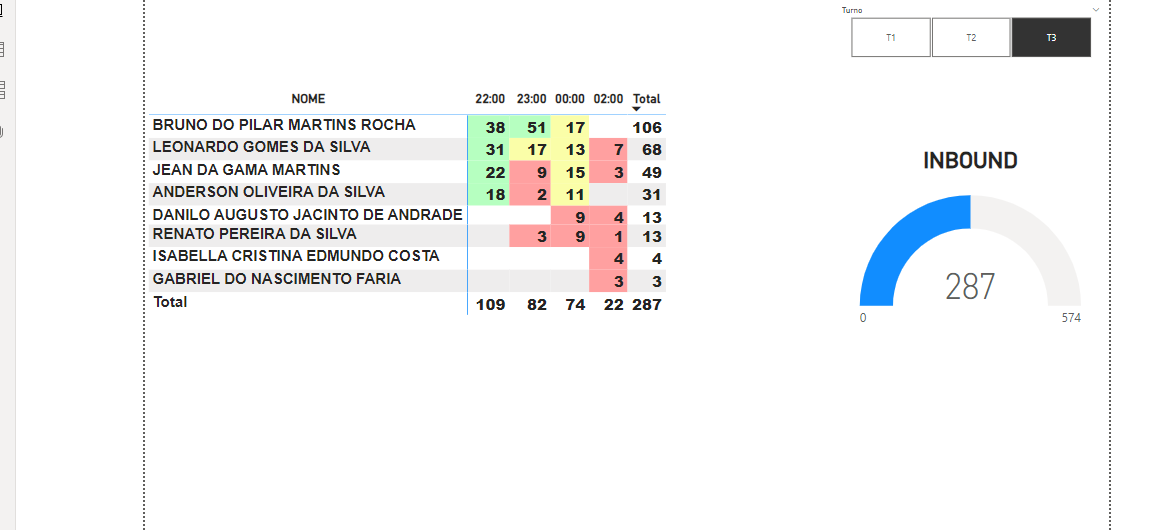 Turno
T1 T2 T3
NOME 22:00 23:00 00:00 02:00 Total
BRUNO DO PILAR MARTINS ROCHA 38 51 17 106
LEONARDO GOMES DA SILVA 31 17 13 7 68
JEAN DA GAMA MARTINS 22 9 15 3 49
ANDERSON OLIVEIRA DA SILVA 18 2 11 31
DANILO AUGUSTO JACINTO DE ANDRADE 9 4 13
RENATO PEREIRA DA SILVA 3 9 1 13
ISABELLA CRISTINA EDMUNDO COSTA 4 4
GABRIEL DO NASCIMENTO FARIA 3 3
Total 109 82 74 22 287
INBOUND
287
0 574